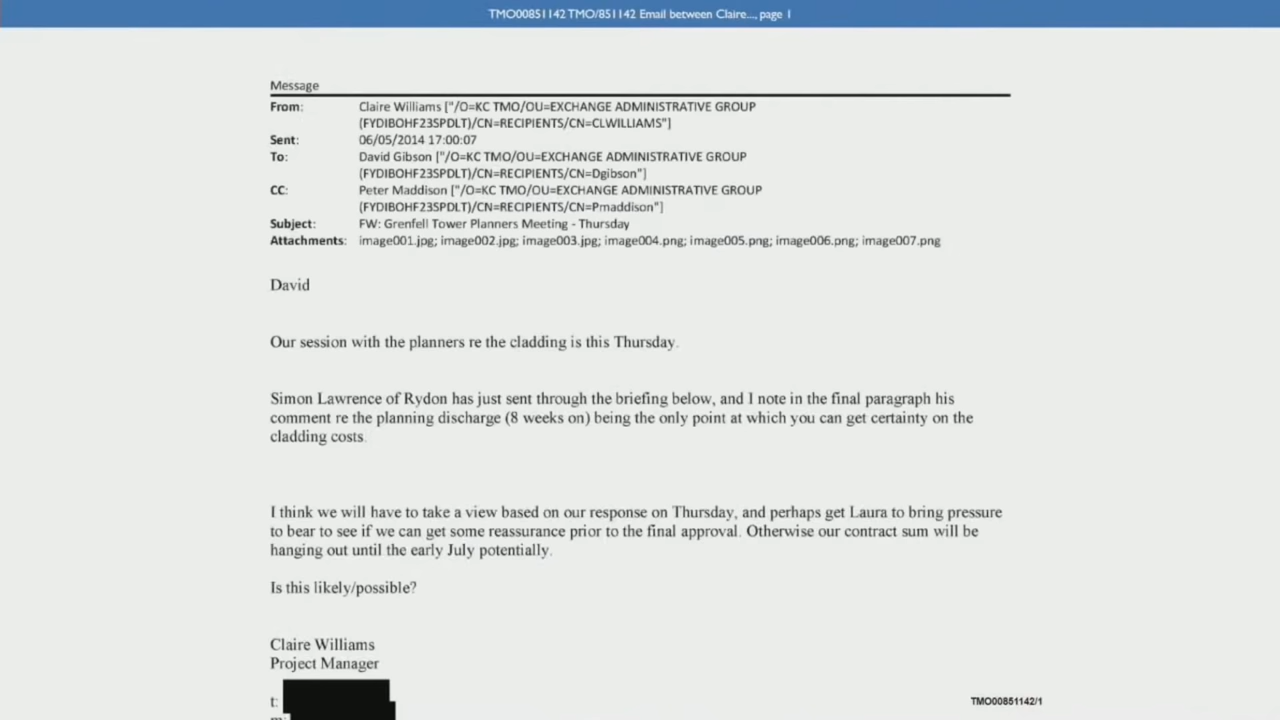 TMO00851142 TMO/851142 Email between Claire..., page 1
Message
From: Claire Williams ["/O=KC TMO/OU=EXCHANGE ADMINISTRATIVE GROUP
(FYDIBOHF23SPDLT)/CN=RECIPIENTS/CN=CLWILLIAMS"]
Sent: 06/05/2014 17:00:07
To: David Gibson ["/O=KC TMO/OU=EXCHANGE ADMINISTRATIVE GROUP
(FYDIBOHF23SPDLT)/CN=RECIPIENTS/CN=Dgibson"]
CC: Peter Maddison ["/O=KC TMO/OU=EXCHANGE ADMINISTRATIVE GROUP
(FYDIBOHF23SPDLT)/CN=RECIPIENTS/CN=Pmaddison"]
Subject: FW: Grenfell Tower Planners Meeting - Thursday
Attachments: image001.jpg; image002.jpg; image003.jpg; image004.png; image005.png; image006.png; image007.png
David
Our session with the planners re the cladding is this Thursday.
Simon Lawrence of Rydon has just sent through the briefing below, and I note in the final paragraph his
comment re the planning discharge (8 weeks on) being the only point at which you can get certainty on the
cladding costs.
I think we will have to take a view based on our response on Thursday, and perhaps get Laura to bring pressure
to bear to see if we can get some reassurance prior to the final approval. Otherwise our contract sum will be
hanging out until the early July potentially.
Is this likely/possible?
Claire Williams
Project Manager
t:
m:
TMO00851142/1